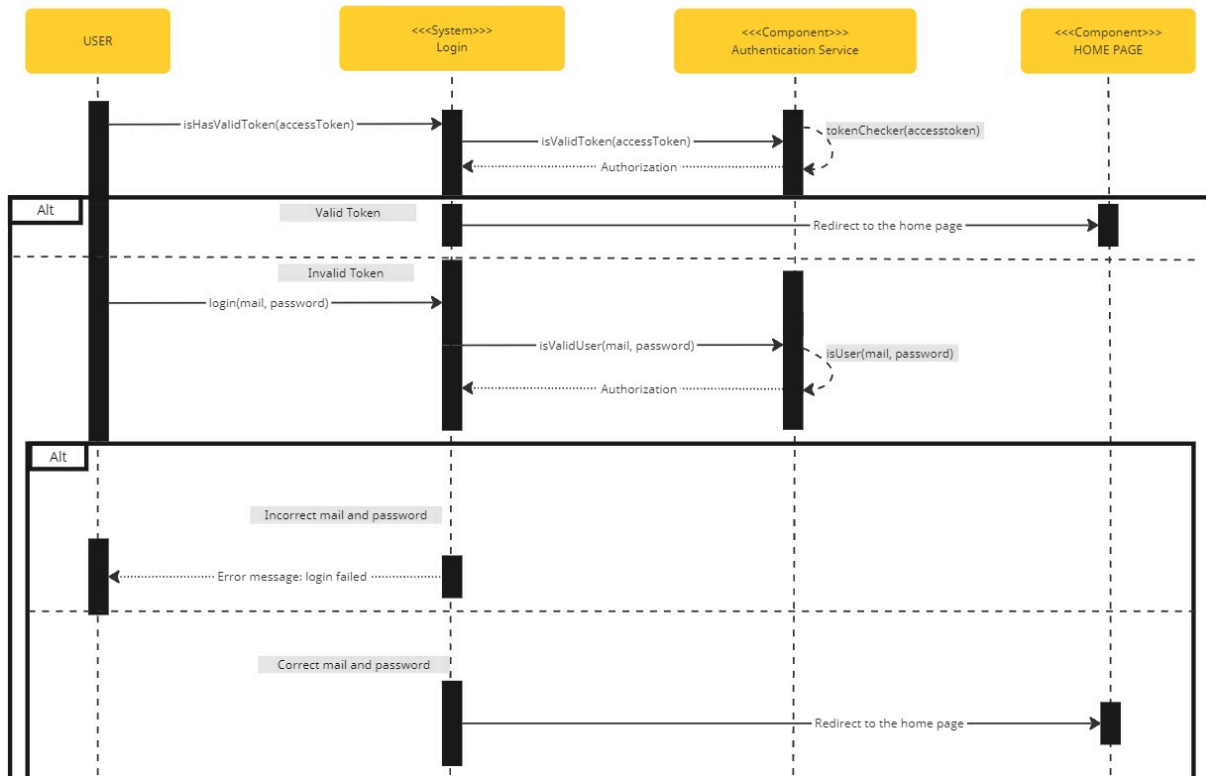 USER
<<<System>>>
Login
<<<Component>>>
Authentication Service
<<<Component>>>
HOME PAGE
isHasValidToken(accessToken)
tokenChecker(accesstoken)
isValidToken(accessToken)
Authorization
Alt
Valid Token
Redirect to the home page
Invalid Token
login(mail, password)
isValidUser(mail, password)
isUser(mail, password)
Authorization
Alt
Incorrect mail and password
Error message: login failed
Correct mail and password
Redirect to the home page